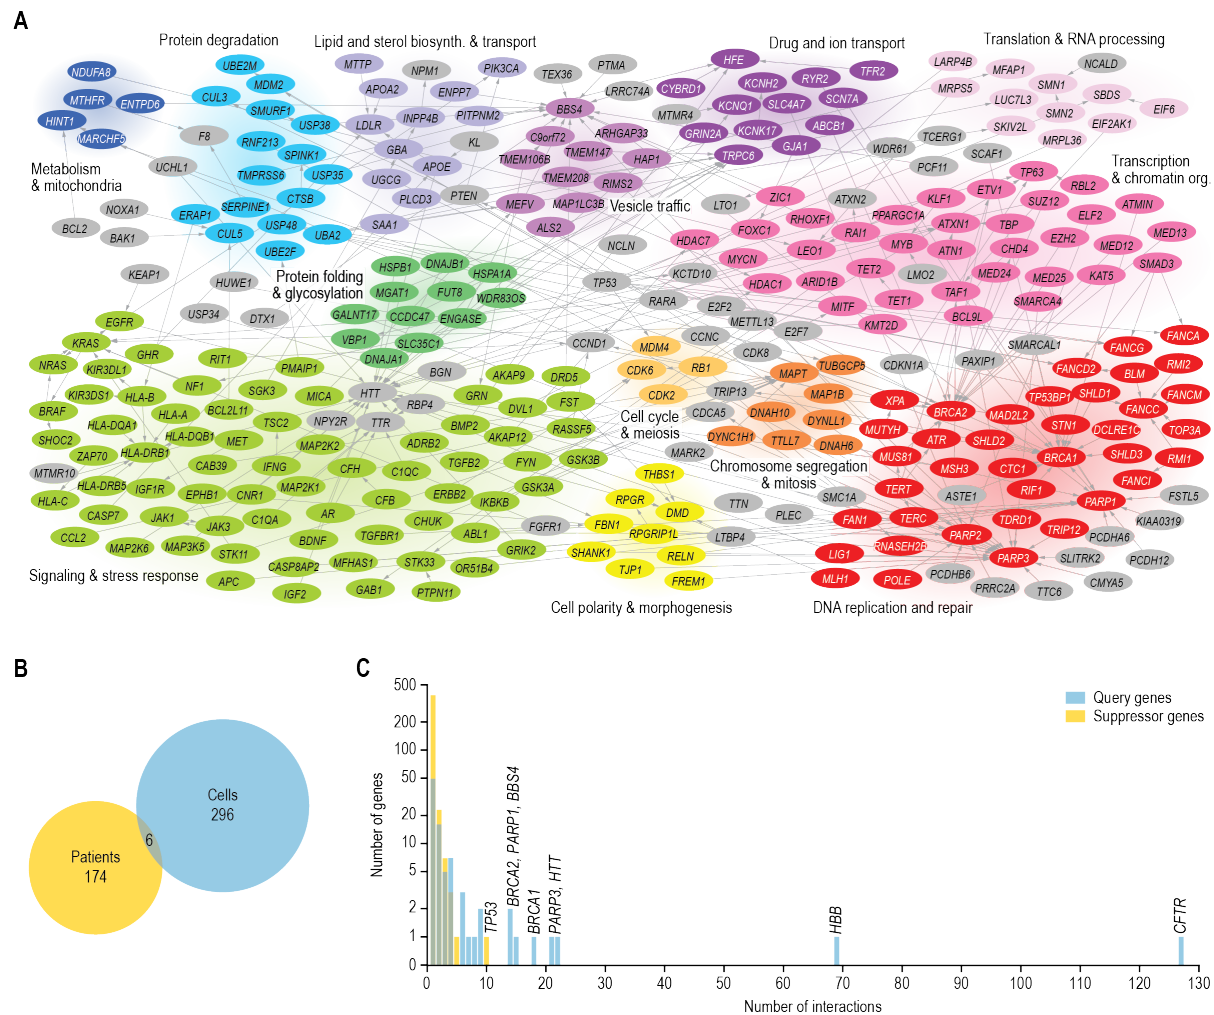 A
Protein degradation
Lipid and sterol biosynth. & transport
Drug and ion transport
Translation & RNA processing
NDUFA8
MTHFR
ENTPD6
HINT1
MARCHF5
Metabolism
& mitochondria
UBE2M
MDM2
CUL3
SMURF1
USP38
F8
RNF213
SPINK1
UCHL1
TMPRSS6
USP35
CTSB
SERPINE1
ERAP1
USP48
CUL5
UBA2
UBE2F
NOXA1
BCL2
BAK1
KEAP1
HUWE1
USP34
DTX1
MTTP
NPM1
PIK3CA
APOA2
ENPP7
INPP4B
PITPNM2
LDLR
GBA
KL
APOE
UGCG
PLCD3
PTEN
SAA1
TEX36
PTMA
LRRC74A
BBS4
C9orf72
ARHGAP33
TMEM147
TMEM106B
HAP1
TMEM208
RIMS2
MEFV
MAP1LC3B
Vesicle traffic
ALS2
NCLN
TP53
HFE
TFR2
CYBRD1
KCNH2
RYR2
KCNQ1
SLC4A7
SCN7A
MTMR4
GRIN2A
KCNK17
ABCB1
GJA1
TRPC6
LARP4B
MFAP1
NCALD
MRPS5
SMN1
LUC7L3
SBDS
SMN2
EIF6
SKIV2L
EIF2AK1
MRPL36
TCERG1
WDR61
SCAF1
PCF11
Transcription
& chromatin org.
TP63
ETV1
RBL2
LTO1
ZIC1
ATXN2
KLF1
SUZ12
ATMIN
RHOXF1
PPARGC1A
ELF2
FOXC1
RAI1
ATXN1
TBP
MED13
HDAC7
LEO1
MYB
ATN1
CHD4
EZH2
MED12
MYCN
SMAD3
KCTD10
TET2
LMO2
MED24
MED25
KAT5
HDAC1
ARID1B
TAF1
RARA
E2F2
MITF
TET1
SMARCA4
METTL13
KMT2D
BCL9L
E2F7
Protein folding
& glycosylation
HSPB1
DNAJB1
HSPA1A
MGAT1
FUT8
WDR83OS
GALNT17
CCDC47
ENGASE
VBP1
SLC35C1
DNAJA1
EGFR
KRAS
GHR
NRAS
KIR3DL1
RIT1
PMAIP1
KIR3DS1
HLA-B
NF1
SGK3
MICA
BRAF
HLA-A
BCL2L11
HLA-DQA1
TSC2
SHOC2
HLA-DQB1
MET
MAP2K2
ZAP70
HLA-DRB1
MTMR10
CAB39
IFNG
CFH
HLA-DRB5
IGF1R
EPHB1
CNR1
MAP2K1
HLA-C
CFB
CASP7
JAK1
JAK3
C1QA
AR
CCL2
MAP2K6
MAP3K5
BDNF
STK11
TGFBR1
CHUK
CASP8AP2
MFHAS1
STK33
APC
IGF2
GAB1
PTPN11
Signaling & stress response
BGN
HTT
RBP4
NPY2R
TTR
AKAP9
DRD5
GRN
FST
DVL1
BMP2
RASSF5
ADRB2
AKAP12
TGFB2
FYN
GSK3B
C1QC
ERBB2
GSK3A
IKBKB
ABL1
FGFR1
GRIK2
OR51B4
CCND1
MDM4
CCNC
CDK6
RB1
CDK8
CDK2
Cell cycle
& meiosis
MAPT
TUBGCP5
TRIP13
MAP1B
CDCA5
DNAH10
DYNLL1
DYNC1H1
TTLL7
DNAH6
MARK2
Chromosome segregation
& mitosis
THBS1
RPGR
DMD
FBN1
RPGRIP1L
SHANK1
RELN
TJP1
FREM1
Cell polarity & morphogenesis
TTN
PLEC
LTBP4
SMC1A
CDKN1A
PAXIP1
SMARCAL1
FANCA
FANCG
FANCD2
BLM
RMI2
XPA
TP53BP1
SHLD1
FANCM
BRCA2
MAD2L2
FANCC
MUTYH
STN1
DCLRE1C
TOP3A
ATR
SHLD2
MUS81
BRCA1
SHLD3
RMI1
MSH3
CTC1
TERT
ASTE1
RIF1
FANCI
FSTL5
PARP1
FAN1
TERC
TDRD1
TRIP12
KIAA0319
PARP2
PCDHA6
LIG1
RNASEH2B
PARP3
SLITRK2
PCDH12
MLH1
POLE
PCDHB6
PRRC2A
TTC6
CMYA5
DNA replication and repair
B
Cells
296
6
Patients
174
C
Number of genes
500
200
100
50
20
10
5
2
1
0
TP53
BRCA2, PARP1, BBS4
BRCA1
PARP3, HTT
HBB
CFTR
Query genes
Suppressor genes
0 10 20 30 40 50 60 70 80 90 100 110 120 130
Number of interactions